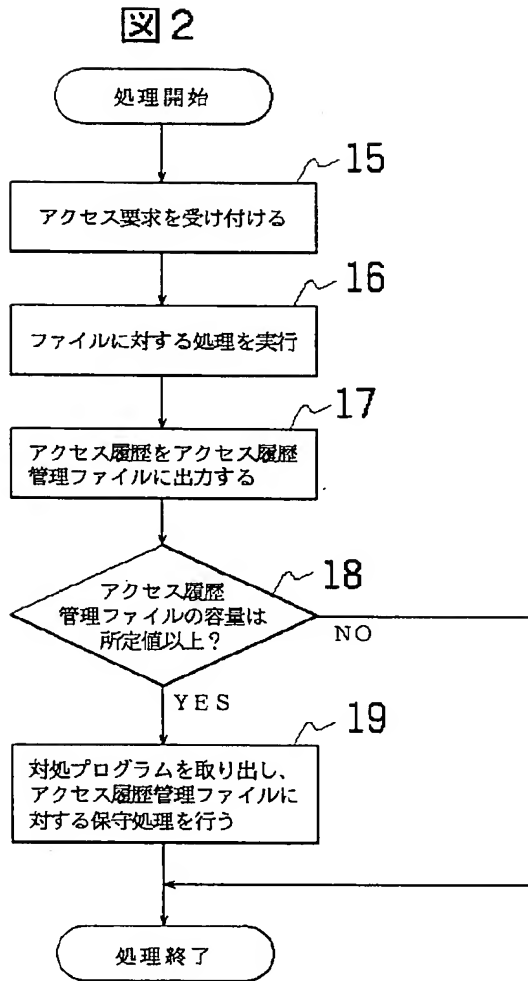 図2
処理開始
15
アクセス要求を受け付ける
16
ファイルに対する処理を実行
17
アクセス履歴をアクセス履歴
管理ファイルに出力する
18
アクセス履歴
管理ファイルの容量は
所定値以上?
NO
YES
19
対処プログラムを取り出し、
アクセス履歴管理ファイルに
対する保守処理を行う
処理終了